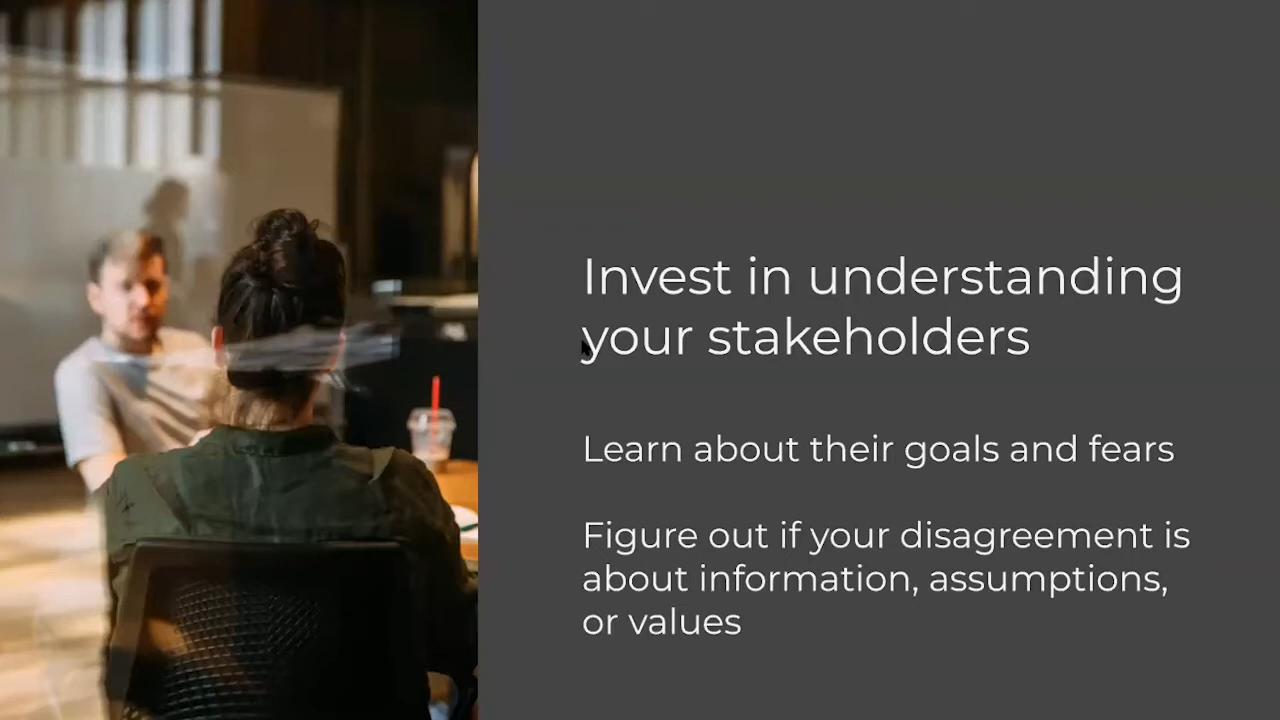 Invest in understanding
your stakeholders
Learn about their goals and fears
Figure out if your disagreement is
about information, assumptions,
or values